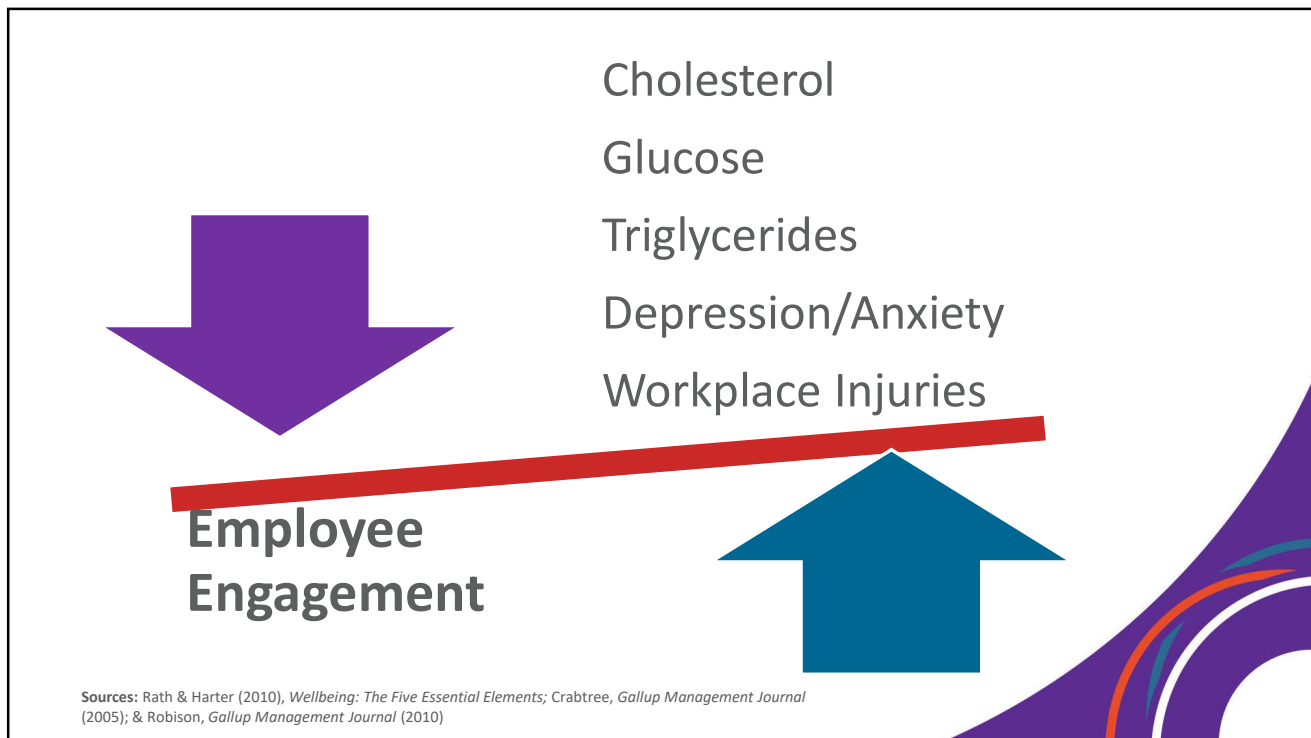 Cholesterol
Glucose
Triglycerides
Depression/Anxiety
Workplace Injuries
Employee
Engagement
Sources: Rath & Harter (2010), Wellbeing: The Five Essential Elements; Crabtree, Gallup Management Journal
(2005); & Robison, Gallup Management Journal (2010)